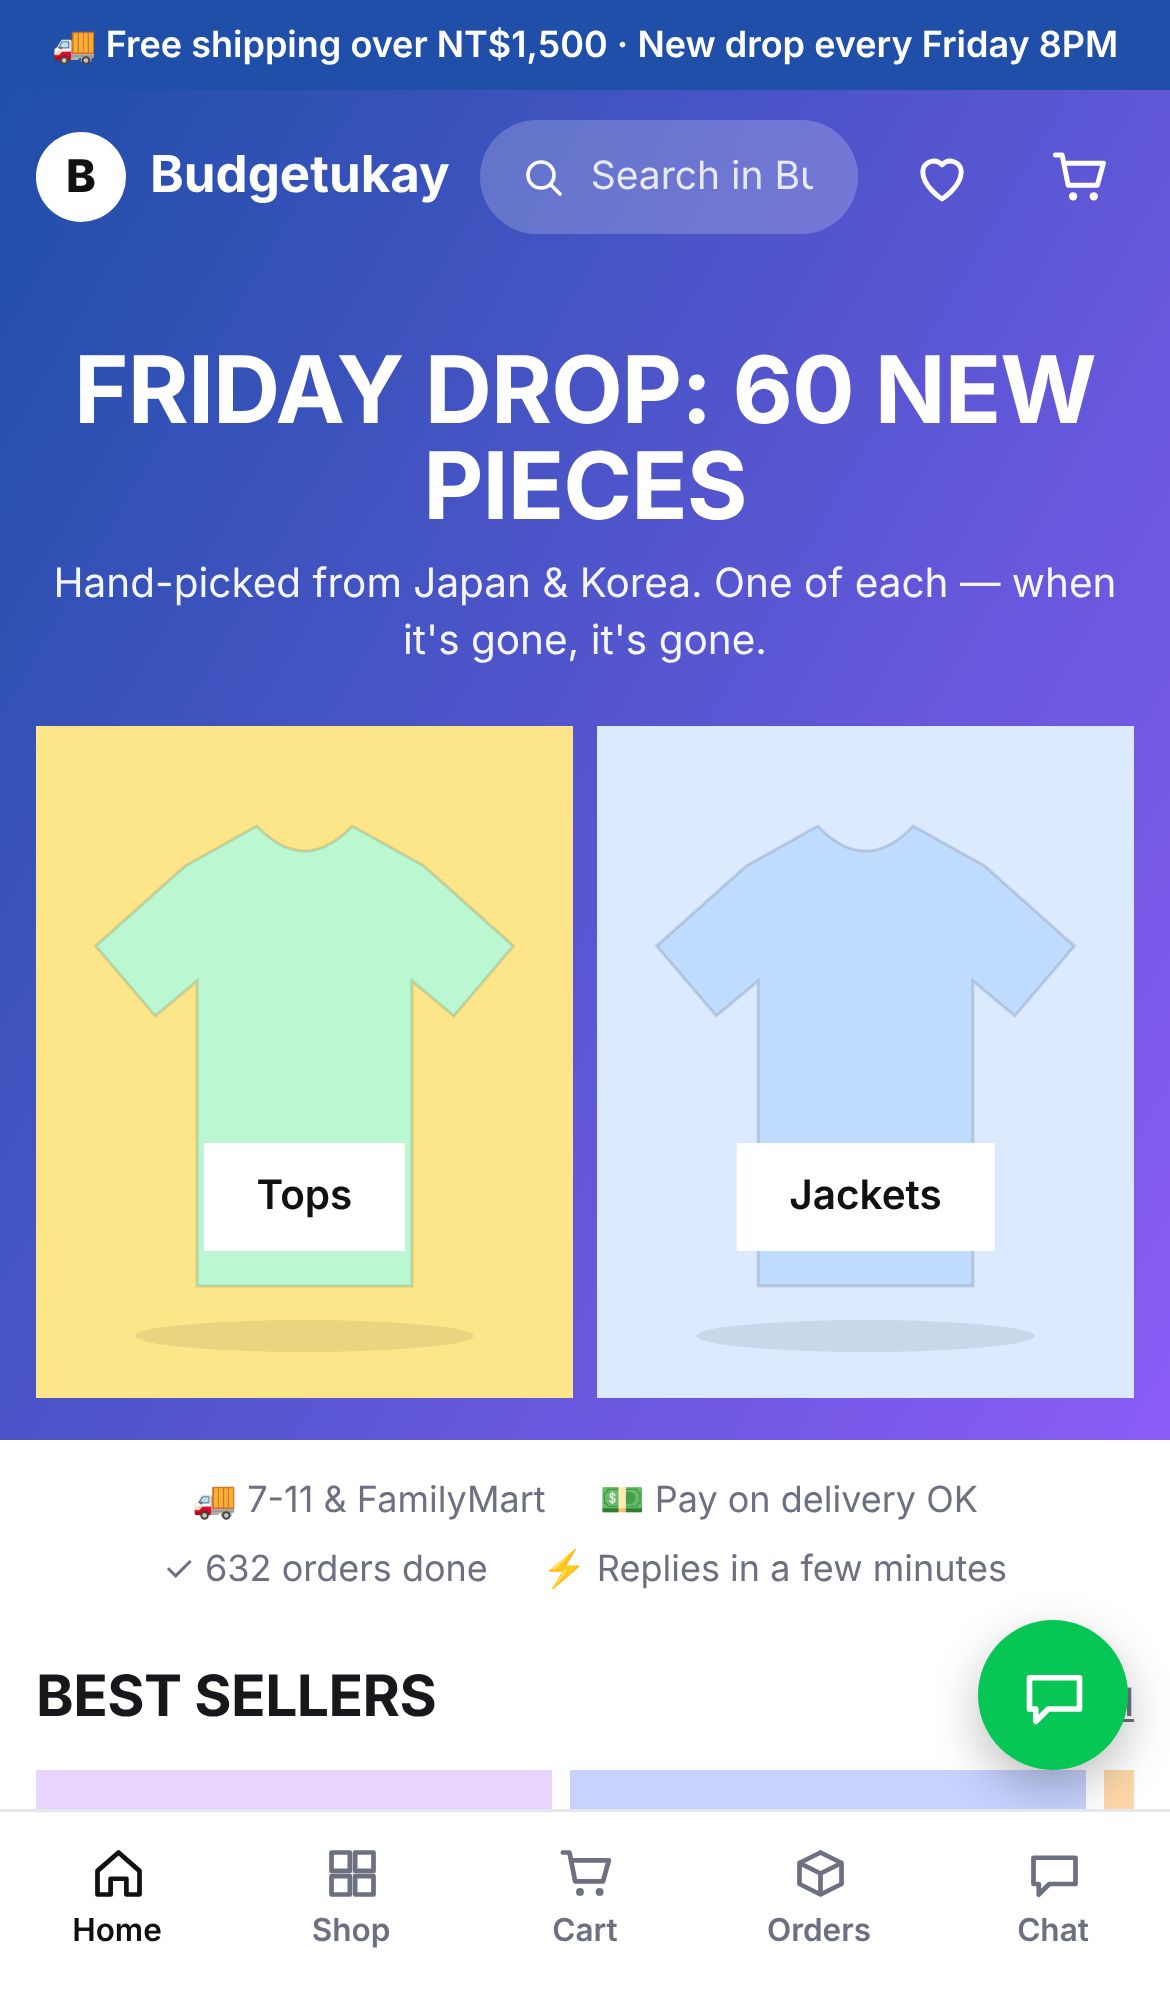 🚚 Free shipping over NT$1,500 · New drop every Friday 8PM
B Budgetukay
Search in
FRIDAY DROP: 60 NEW
PIECES
Hand-picked from Japan & Korea. One of each — when
it's gone, it's gone.
Tops
Jackets
🚚 7-11 & FamilyMart 💵 Pay on delivery OK
✓ 632 orders done ⚡ Replies in a few minutes
BEST SELLERS
Home
Shop
Cart
Orders
Chat